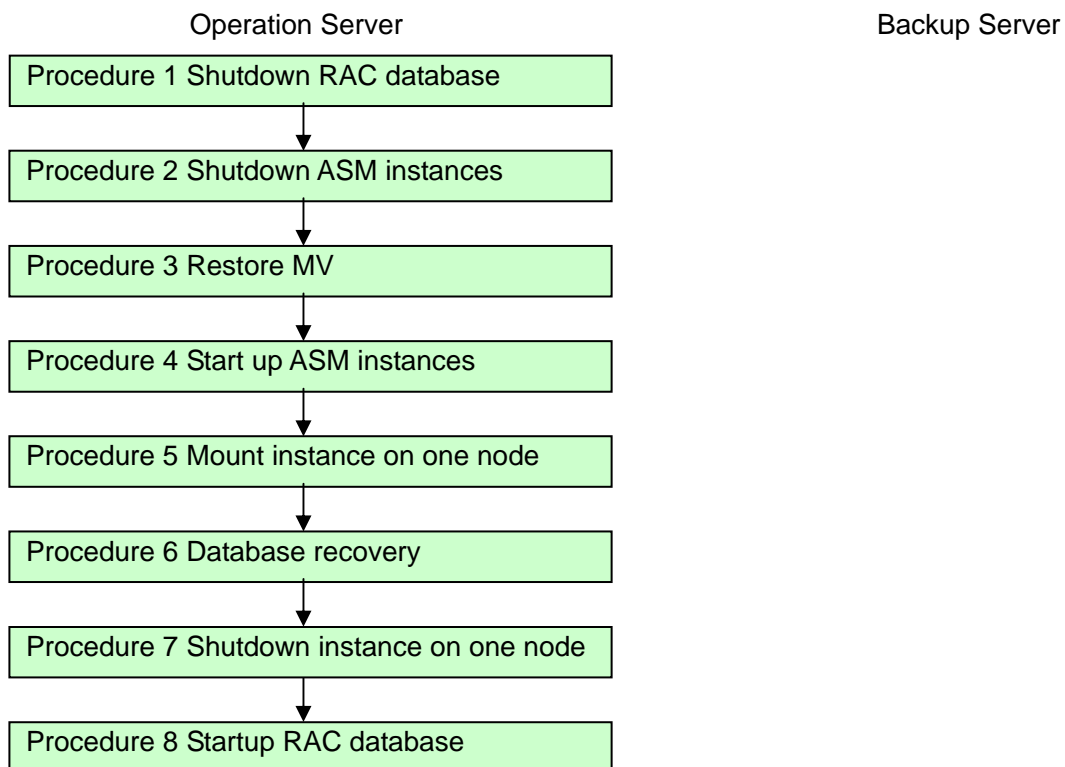 Operation Server
Backup Server
Procedure 1 Shutdown RAC database
Procedure 2 Shutdown ASM instances
Procedure 3 Restore MV
Procedure 4 Start up ASM instances
Procedure 5 Mount instance on one node
Procedure 6 Database recovery
Procedure 7 Shutdown instance on one node
Procedure 8 Startup RAC database